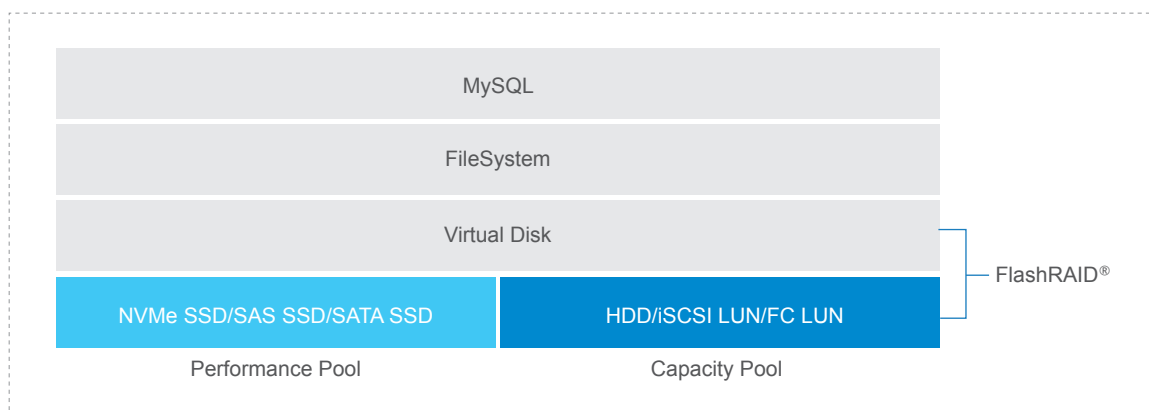 MySQL
FileSystem
Virtual Disk
FlashRAID®
NVMe SSD/SAS SSD/SATA SSD
HDD/iSCSI LUN/FC LUN
Performance Pool
Capacity Pool